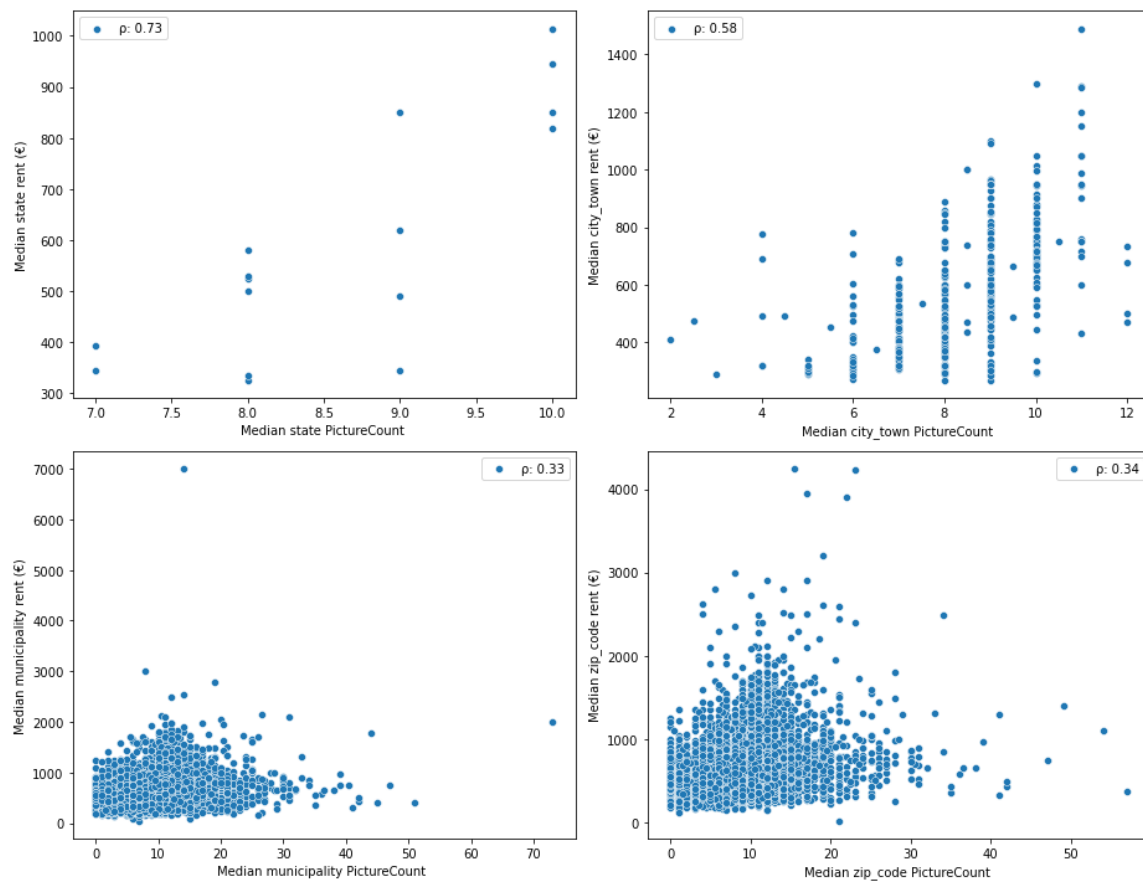 ρ: 0.73
1000
900
800
700
600
500
400
300
Median state rent (€)
7.0 7.5 8.0 8.5 9.0 9.5 10.0
Median state PictureCount
ρ: 0.58
1400
1200
1000
800
600
400
Median city_town rent (€)
2 4 6 8 10 12
Median city_town PictureCount
ρ: 0.33
7000
6000
5000
4000
3000
2000
1000
0
Median municipality rent (€)
0 10 20 30 40 50 60 70
Median municipality PictureCount
ρ: 0.34
4000
3000
2000
1000
0
Median zip_code rent (€)
0 10 20 30 40 50
Median zip_code PictureCount